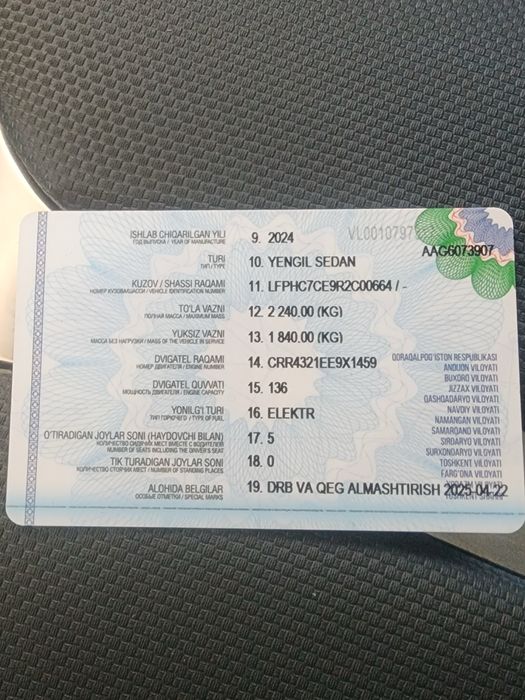 ISHLAB CHIQARILGAN YILI 9. 2024 VL0010797
ГОД ВЫПУСКА / YEAR OF MANUFACTURE
AAG6073907
TURI 10. YENGIL SEDAN
ТИП / TYPE
KUZOV / SHASSI RAQAMI 11. LFPHC7CE9R2C00664 / -
НОМЕР КУЗОВА/ШАССИ / VEHICLE IDENTIFICATION NUMBER
TO'LA VAZNI 12. 2 240.00 (KG)
ПОЛНАЯ МАССА / MAXIMUM MASS
YUKSIZ VAZNI 13. 1 840.00 (KG)
МАССА БЕЗ НАГРУЗКИ / MASS OF THE VEHICLE IN SERVICE
DVIGATEL RAQAMI 14. CRR4321EE9X1459
НОМЕР ДВИГАТЕЛЯ / ENGINE NUMBER
DVIGATEL QUVVATI 15. 136
МОЩНОСТЬ ДВИГАТЕЛЯ / ENGINE CAPACITY
YONILG'I TURI 16. ELEKTR
ТИП ГОРЮЧЕГО / TYPE OF FUEL
O'TIRADIGAN JOYLAR SONI (HAYDOVCHI BILAN) 17. 5
КОЛИЧЕСТВО СИДЯЧИХ МЕСТ ВМЕСТЕ С ВОДИТЕЛЕМ
NUMBER OF SEATS INCLUDING THE DRIVER'S SEAT
TIK TURADIGAN JOYLAR SONI 18. 0
КОЛИЧЕСТВО СТОЯЧИХ МЕСТ / NUMBER OF STANDING PLACES
ALOHIDA BELGILAR 19. DRB VA QEG ALMASHTIRISH 2025-04-22
ОСОБЫЕ ОТМЕТКИ / SPECIAL MARKS
QORAQALPOG'ISTON RESPUBLIKASI
ANDIJON VILOYATI
BUXORO VILOYATI
JIZZAX VILOYATI
QASHQADARYO VILOYATI
NAVOIY VILOYATI
NAMANGAN VILOYATI
SAMARQAND VILOYATI
SIRDARYO VILOYATI
SURXONDARYO VILOYATI
TOSHKENT VILOYATI
FARG'ONA VILOYATI